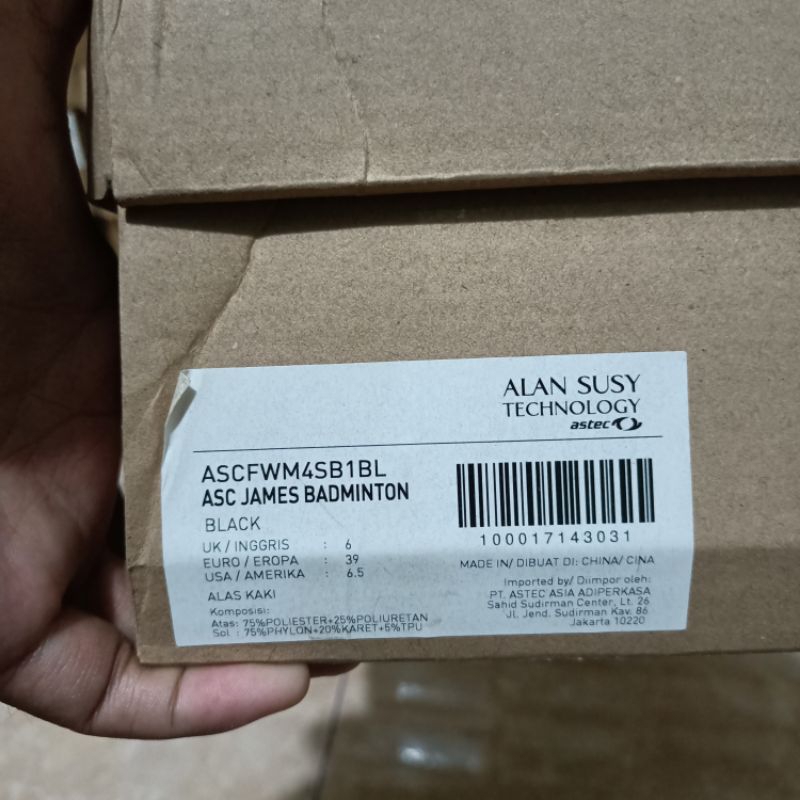 ALAN SUSY
TECHNOLOGY
astec
ASCFWM4SB1BL
ASC JAMES BADMINTON
BLACK
UK / INGGRIS : 6
EURO / EROPA : 39
USA / AMERIKA : 6.5
ALAS KAKI
Komposisi:
Atas: 75%POLIESTER+25%POLIURETAN
Sol : 75%PHYLON+20%KARET+5%TPU
100017143031
MADE IN/ DIBUAT DI: CHINA/ CINA
Imported by/ Diimpor oleh:
PT. ASTEC ASIA ADIPERKASA
Sahid Sudirman Center, Lt. 26
Jl. Jend. Sudirman Kav. 86
Jakarta 10220